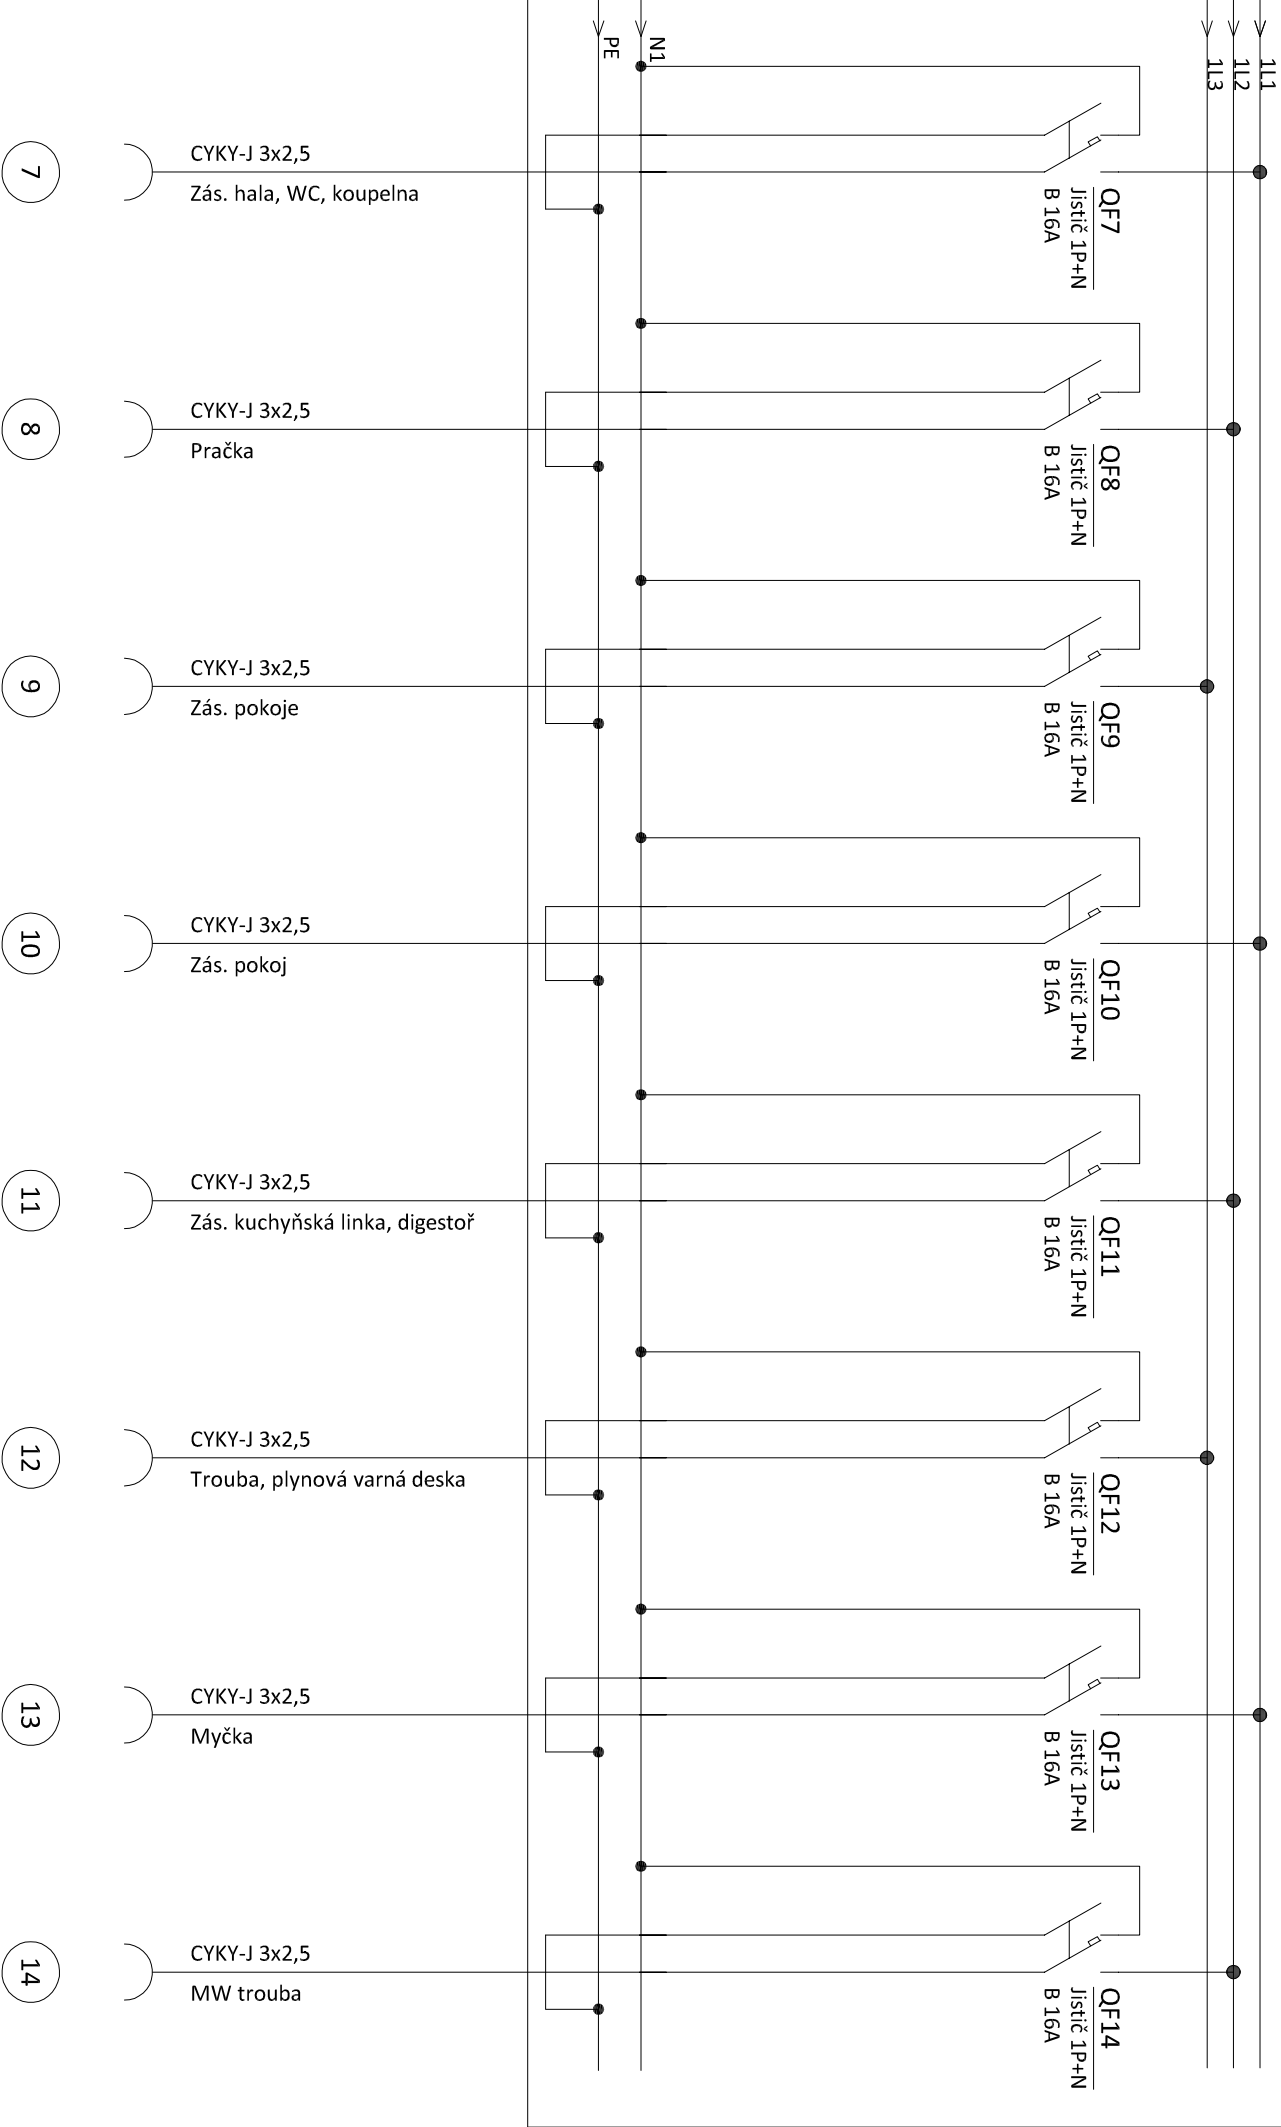 1L1
1L2
1L3
N1
PE
QF7
Jistič 1P+N
B 16A
CYKY-J 3x2,5
Zás. hala, WC, koupelna
7
QF8
Jistič 1P+N
B 16A
CYKY-J 3x2,5
Pračka
8
QF9
Jistič 1P+N
B 16A
CYKY-J 3x2,5
Zás. pokoje
9
QF10
Jistič 1P+N
B 16A
CYKY-J 3x2,5
Zás. pokoj
10
QF11
Jistič 1P+N
B 16A
CYKY-J 3x2,5
Zás. kuchyňská linka, digestoř
11
QF12
Jistič 1P+N
B 16A
CYKY-J 3x2,5
Trouba, plynová varná deska
12
QF13
Jistič 1P+N
B 16A
CYKY-J 3x2,5
Myčka
13
QF14
Jistič 1P+N
B 16A
CYKY-J 3x2,5
MW trouba
14